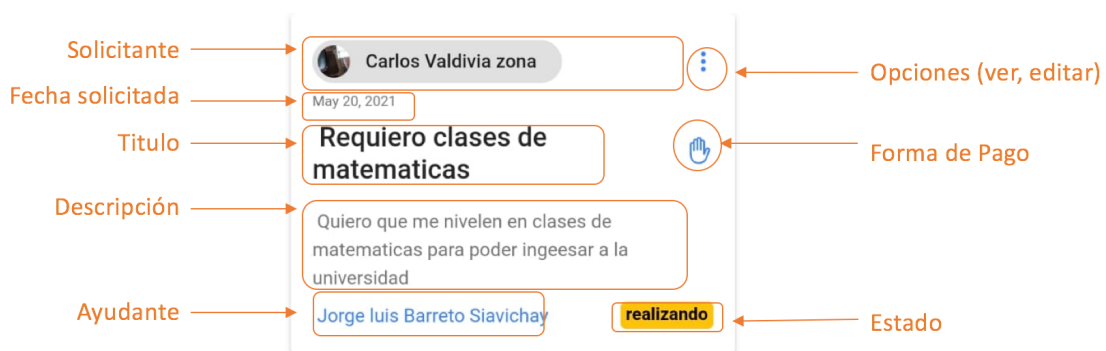 Solicitante
Carlos Valdivia zona
Opciones (ver, editar)
Fecha solicitada
May 20, 2021
Titulo
Requiero clases de
matematicas
Forma de Pago
Descripción
Quiero que me nivelen en clases de
matematicas para poder ingeesar a la
universidad
Ayudante
Jorge luis Barreto Siavichay
realizando
Estado